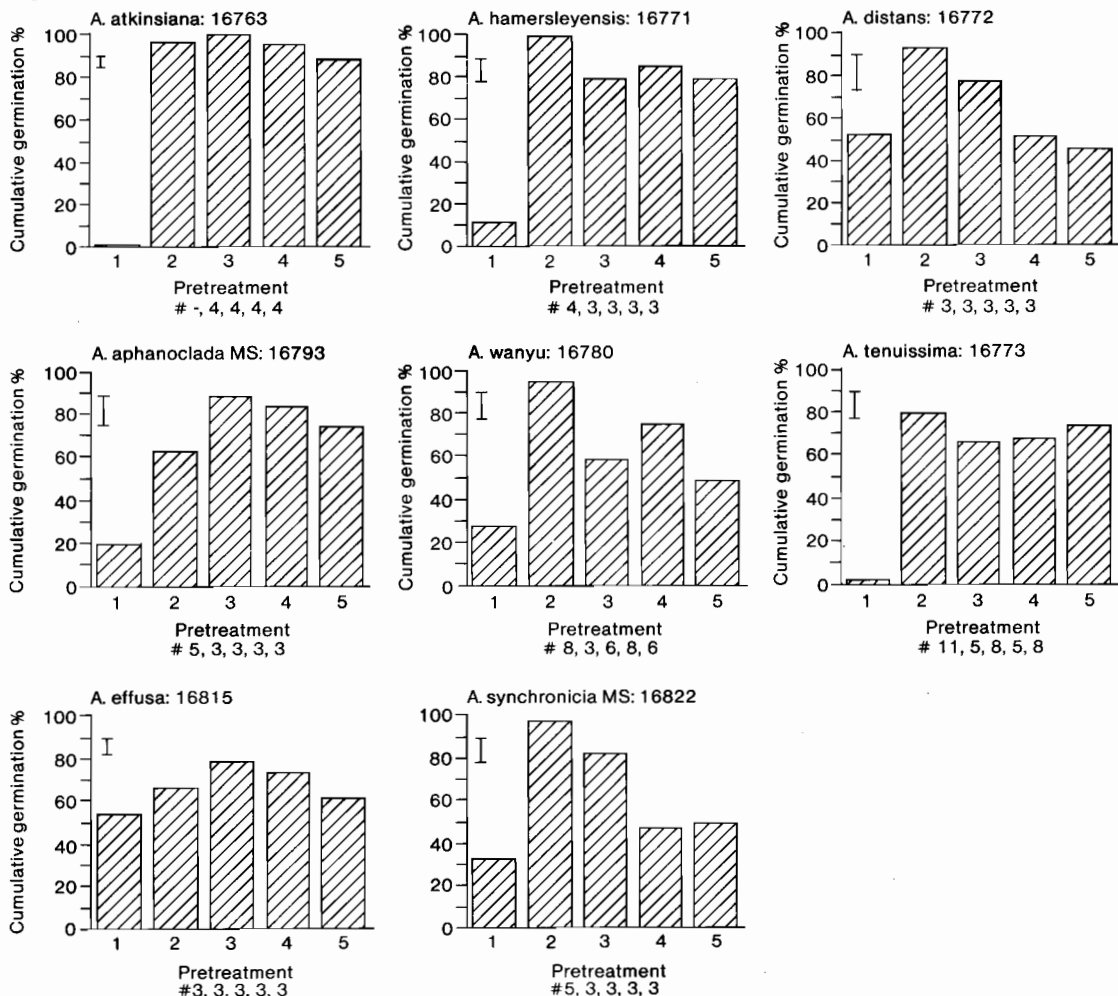 A. atkinsiana: 16763
Cumulative germination %
100
80
60
40
20
0
1 2 3 4 5
Pretreatment
# -, 4, 4, 4, 4
A. hamersleyensis: 16771
Cumulative germination %
100
80
60
40
20
0
1 2 3 4 5
Pretreatment
# 4, 3, 3, 3, 3
A. distans: 16772
Cumulative germination %
100
80
60
40
20
0
1 2 3 4 5
Pretreatment
# 3, 3, 3, 3, 3
A. aphanoclada MS: 16793
Cumulative germination %
100
80
60
40
20
0
1 2 3 4 5
Pretreatment
# 5, 3, 3, 3, 3
A. wanyu: 16780
Cumulative germination %
100
80
60
40
20
0
1 2 3 4 5
Pretreatment
# 8, 3, 6, 8, 6
A. tenuissima: 16773
Cumulative germination %
100
80
60
40
20
0
1 2 3 4 5
Pretreatment
# 11, 5, 8, 5, 8
A. effusa: 16815
Cumulative germination %
100
80
60
40
20
0
1 2 3 4 5
Pretreatment
#3, 3, 3, 3, 3
A. synchronicia MS: 16822
Cumulative germination %
100
80
60
40
20
0
1 2 3 4 5
Pretreatment
#5, 3, 3, 3, 3